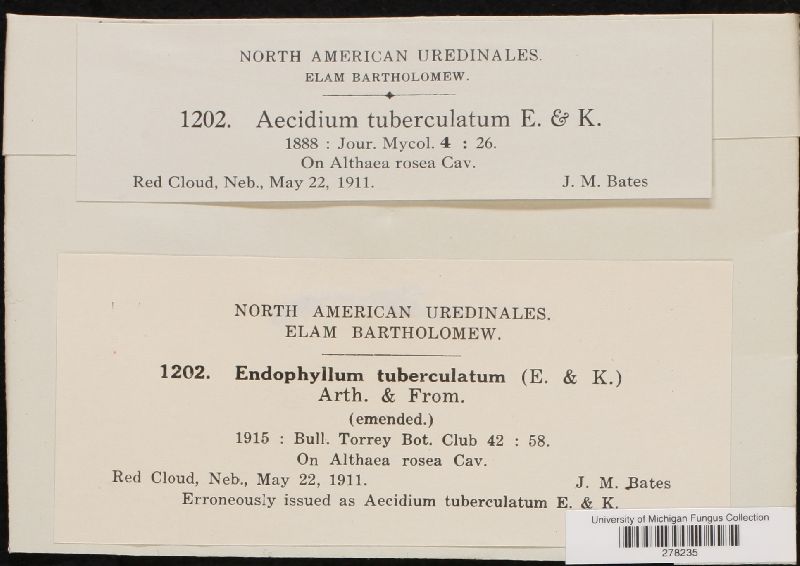 NORTH AMERICAN UREDINALES.
ELAM BARTHOLOMEW.
1202. Aecidium tuberculatum E. & K.
1888 : Jour. Mycol. 4 : 26.
On Althaea rosea Cav.
Red Cloud, Neb., May 22, 1911. J. M. Bates
NORTH AMERICAN UREDINALES.
ELAM BARTHOLOMEW.
1202. Endophyllum tuberculatum (E. & K.)
Arth. & From.
(emended.)
1915 : Bull. Torrey Bot. Club 42 : 58.
On Althaea rosea Cav.
Red Cloud, Neb., May 22, 1911. J. M. Bates
Erroneously issued as Aecidium tuberculatum E. & K.
University of Michigan Fungus Collection
278235